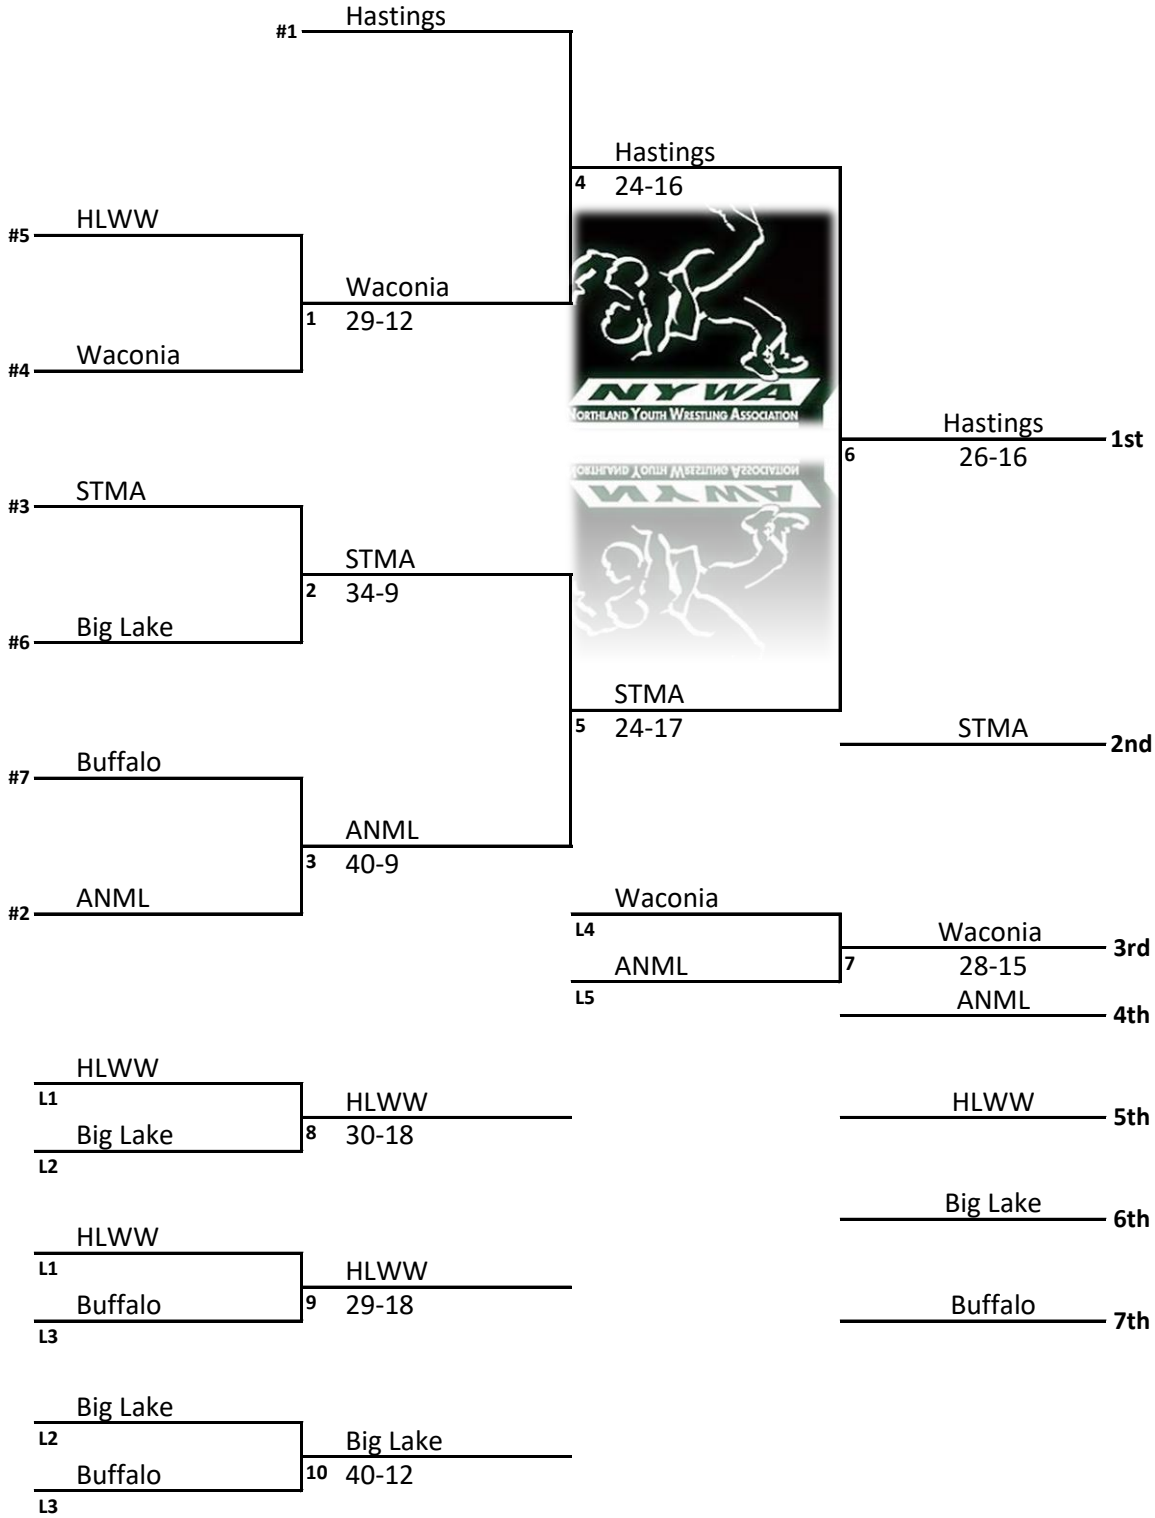 Hastings
#1
Hastings
4 24-16
HLWW
#5
Waconia
1 29-12
Waconia
#4
NYWA
NORTHLAND YOUTH WRESTLING ASSOCIATION
Hastings
1st
6 26-16
STMA
#3
STMA
2 34-9
Big Lake
#6
STMA
5 24-17
STMA
2nd
Buffalo
#7
ANML
3 40-9
ANML
#2
Waconia
L4
Waconia
3rd
ANML
7 28-15
L5
ANML
4th
HLWW
L1
HLWW
Big Lake
8 30-18
L2
HLWW
5th
Big Lake
6th
HLWW
L1
HLWW
Buffalo
9 29-18
L3
Buffalo
7th
Big Lake
L2
Big Lake
Buffalo
10 40-12
L3